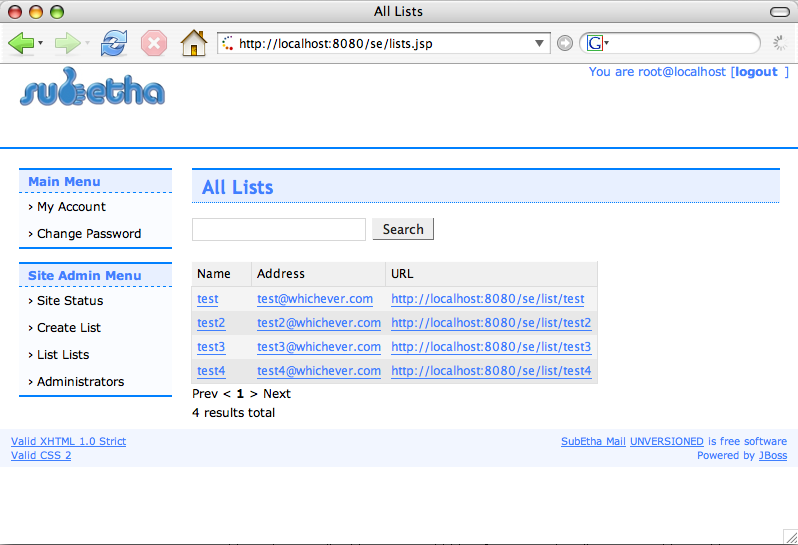 All Lists
http://localhost:8080/se/lists.jsp
G
subetha
You are root@localhost [logout ]
Main Menu
› My Account
› Change Password
Site Admin Menu
› Site Status
› Create List
› List Lists
› Administrators
All Lists
Search
Name Address URL
test test@whichever.com http://localhost:8080/se/list/test
test2 test2@whichever.com http://localhost:8080/se/list/test2
test3 test3@whichever.com http://localhost:8080/se/list/test3
test4 test4@whichever.com http://localhost:8080/se/list/test4
Prev < 1 > Next
4 results total
Valid XHTML 1.0 Strict
Valid CSS 2
SubEtha Mail UNVERSIONED is free software
Powered by JBoss